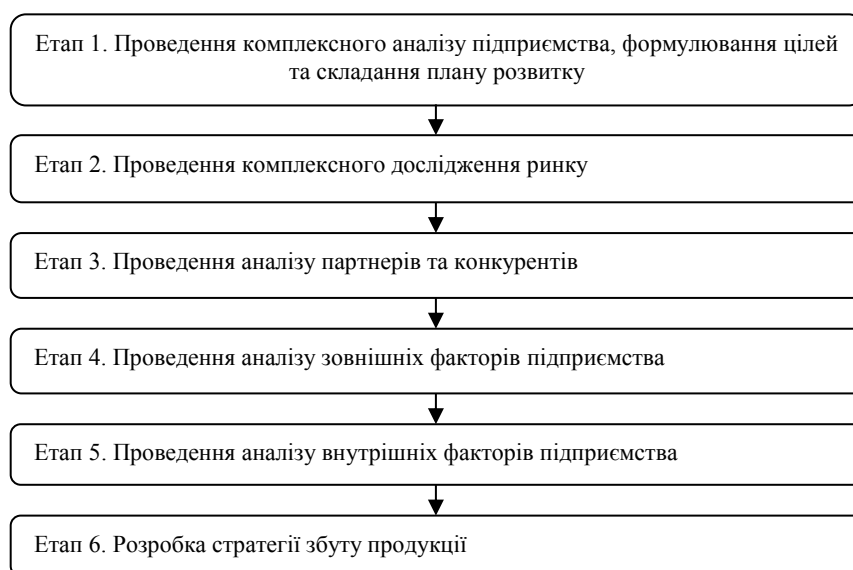 Етап 1. Проведення комплексного аналізу підприємства, формулювання цілей
та складання плану розвитку
Етап 2. Проведення комплексного дослідження ринку
Етап 3. Проведення аналізу партнерів та конкурентів
Етап 4. Проведення аналізу зовнішніх факторів підприємства
Етап 5. Проведення аналізу внутрішніх факторів підприємства
Етап 6. Розробка стратегії збуту продукції